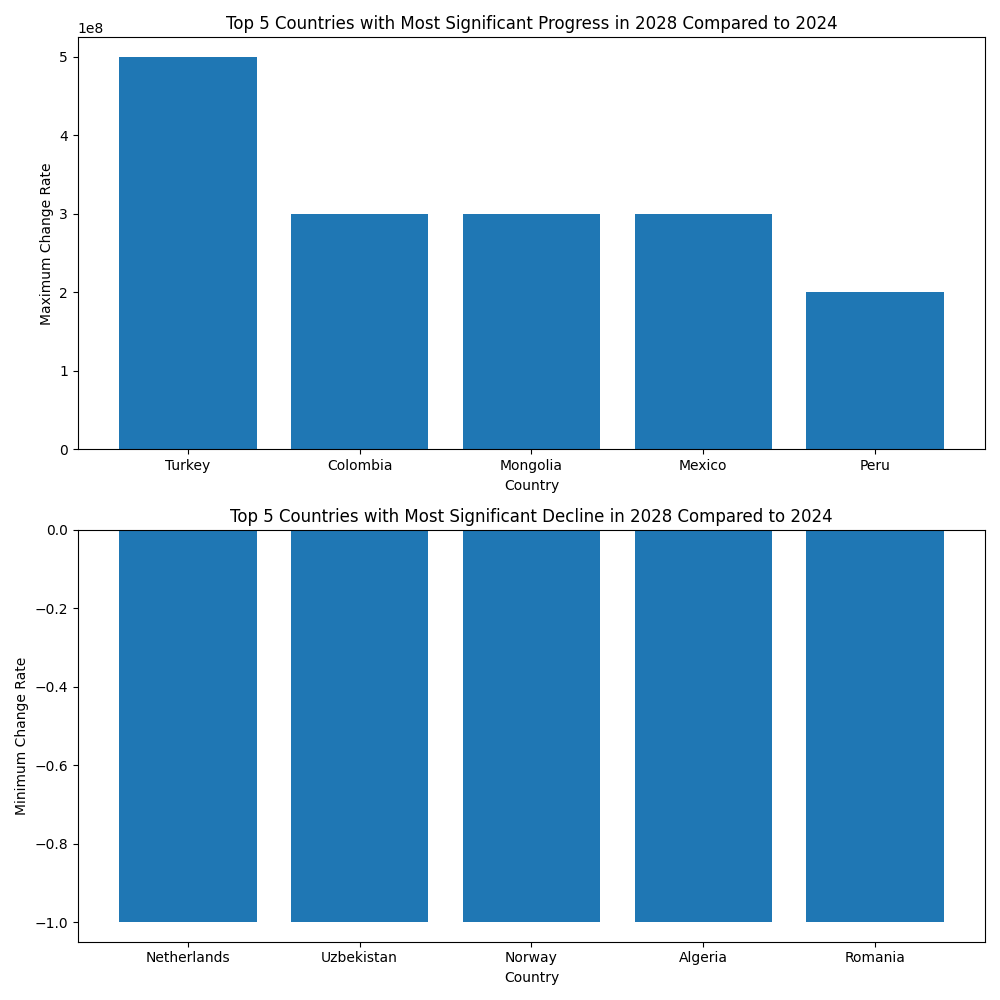 Top 5 Countries with Most Significant Progress in 2028 Compared to 2024
1e8
Maximum Change Rate
5
4
3
2
1
0
Turkey Colombia Mongolia Mexico Peru
Country
Top 5 Countries with Most Significant Decline in 2028 Compared to 2024
Minimum Change Rate
0.0
−0.2
−0.4
−0.6
−0.8
−1.0
Netherlands Uzbekistan Norway Algeria Romania
Country